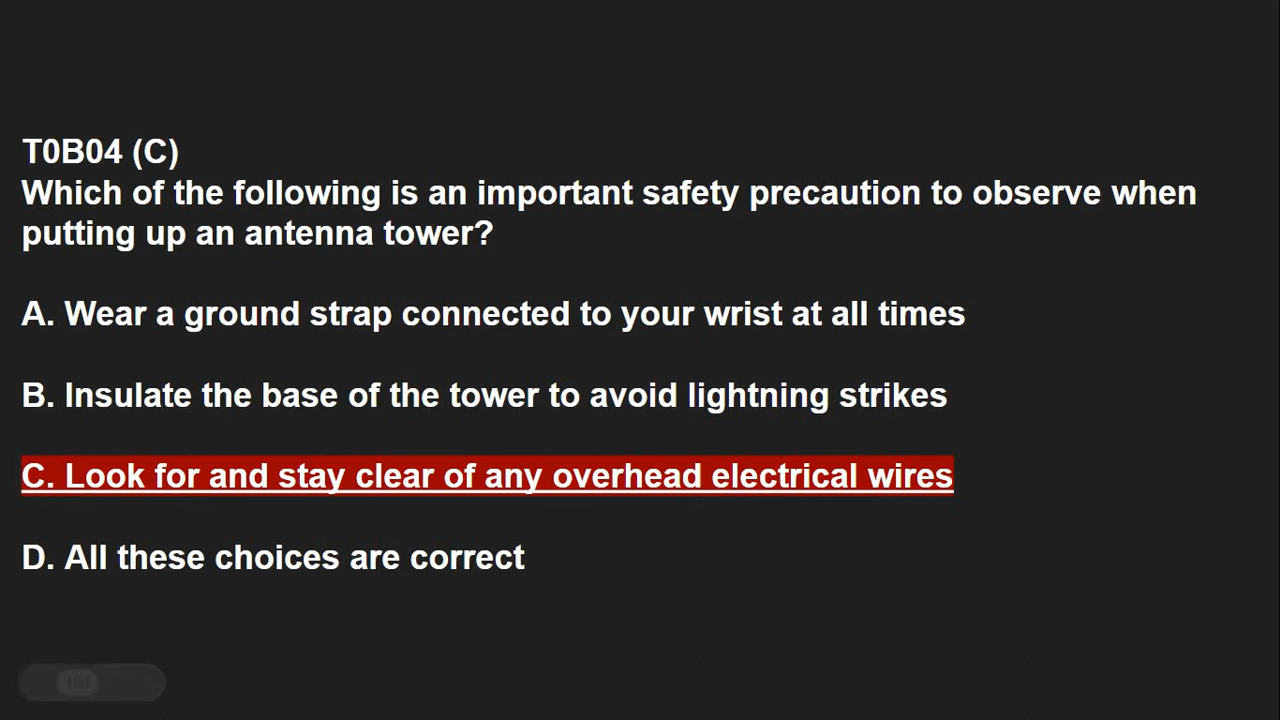 T0B04 (C)
Which of the following is an important safety precaution to observe when
putting up an antenna tower?
A. Wear a ground strap connected to your wrist at all times
B. Insulate the base of the tower to avoid lightning strikes
C. Look for and stay clear of any overhead electrical wires
D. All these choices are correct